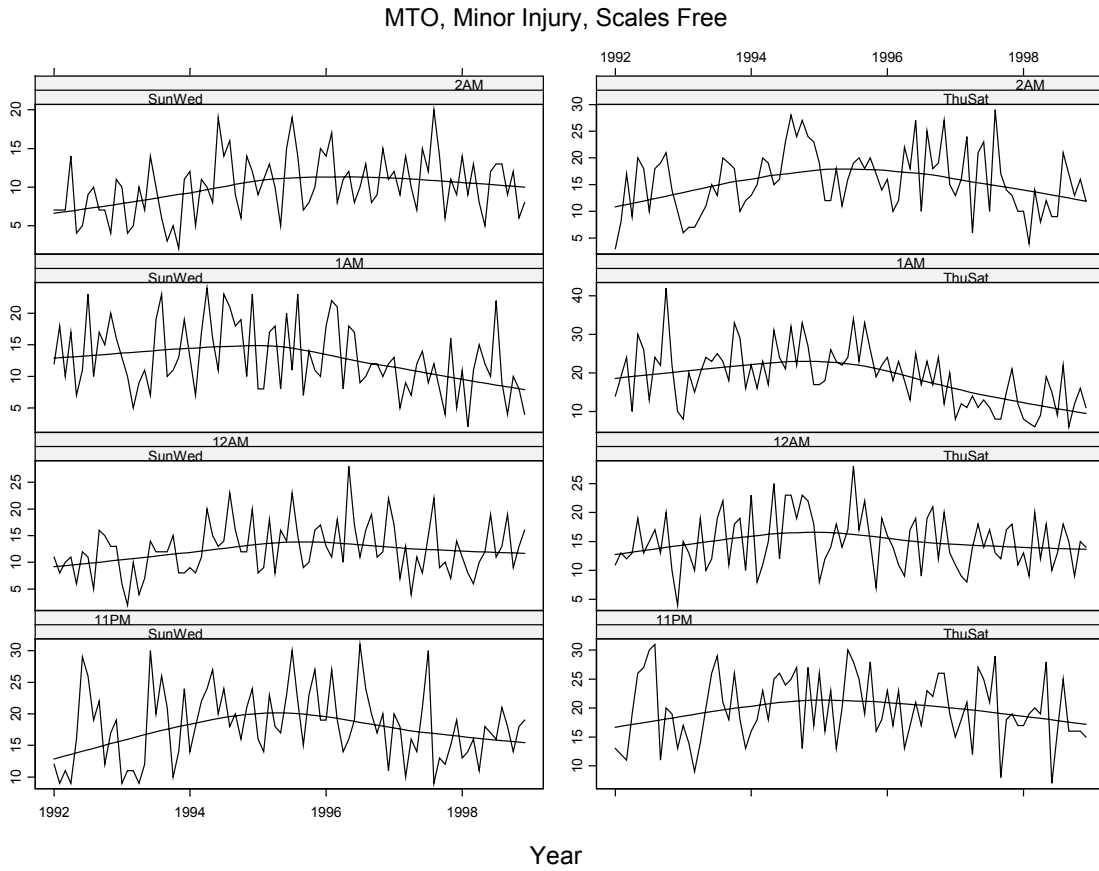 MTO, Minor Injury, Scales Free
1992 1994 1996 1998
2AM 2AM
SunWed ThuSat
20 30
15 25
10 20
5 15
10
5
1AM 1AM
SunWed ThuSat
20 40
15 30
10 20
5 10
12AM 12AM
SunWed ThuSat
25 25
20 20
15 15
10 10
5 5
11PM 11PM
SunWed ThuSat
30 30
25 25
20 20
15 15
10 10
1992 1994 1996 1998
Year